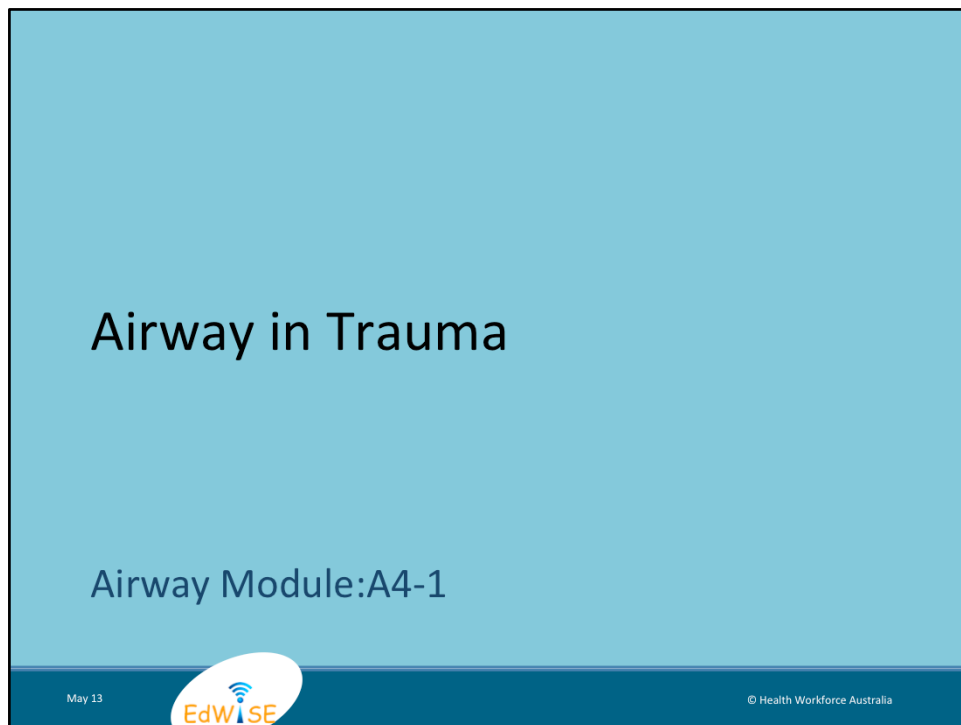 Airway in Trauma
Airway Module:A4-1
May 13
EdWISE
© Health Workforce Australia